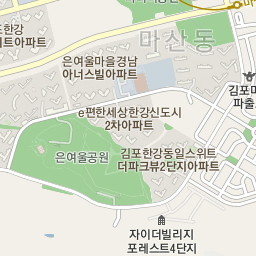 도한강
위트아파트
마산동
은여울마을경남
아너스빌아파트
김포마
파출
e편한세상한강신도시
2차아파트
은여울공원
김포한강동일스위트
더파크뷰2단지아파트
자이더빌리지
포레스트4단지